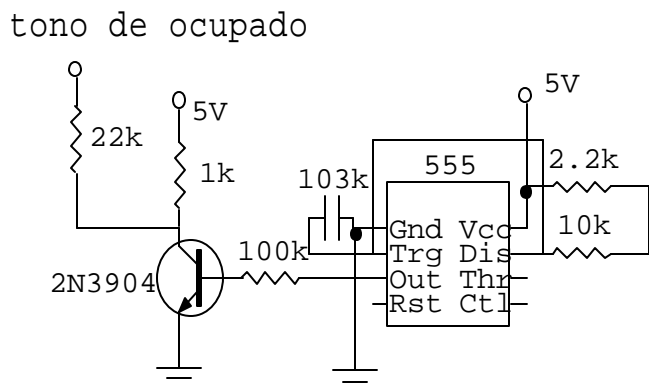 tono de ocupado
5V
5V
22k
1k
103k
555
2.2k
Gnd Vcc
10k
100k
Trg Dis
2N3904
Out Thr
Rst Ctl